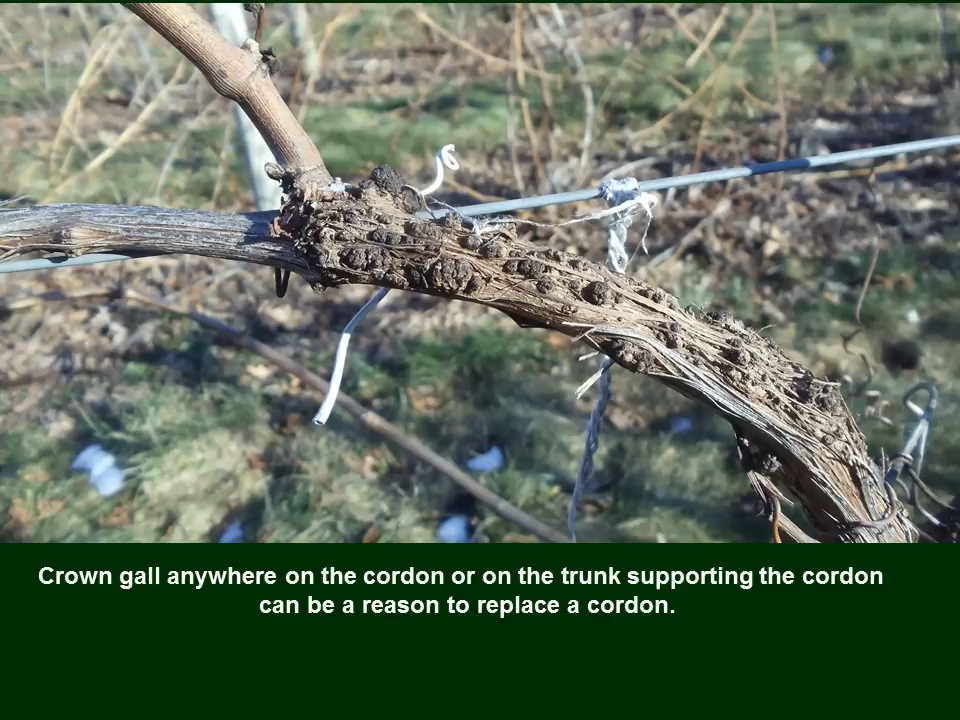 Crown gall anywhere on the cordon or on the trunk supporting the cordon
can be a reason to replace a cordon.